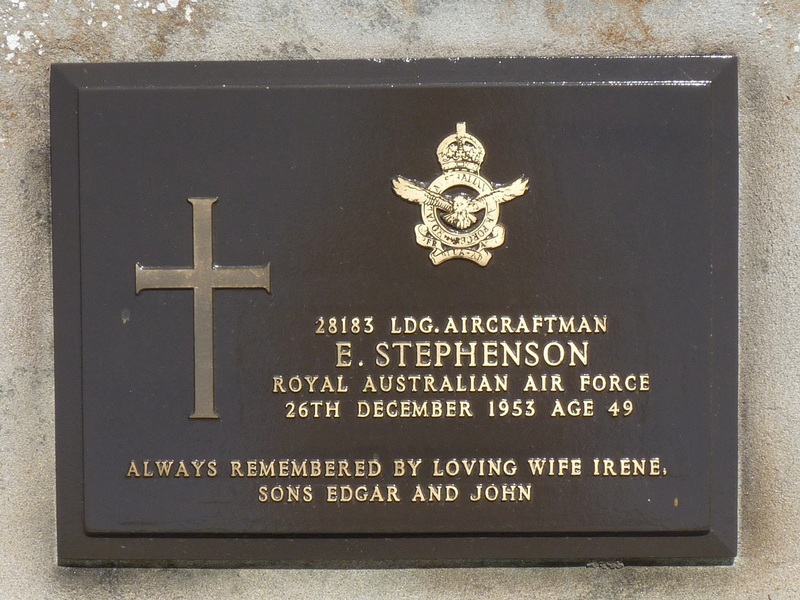 28183 LDG. AIRCRAFTMAN
E. STEPHENSON
ROYAL AUSTRALIAN AIR FORCE
26TH DECEMBER 1953 AGE 49
ALWAYS REMEMBERED BY LOVING WIFE IRENE,
SONS EDGAR AND JOHN